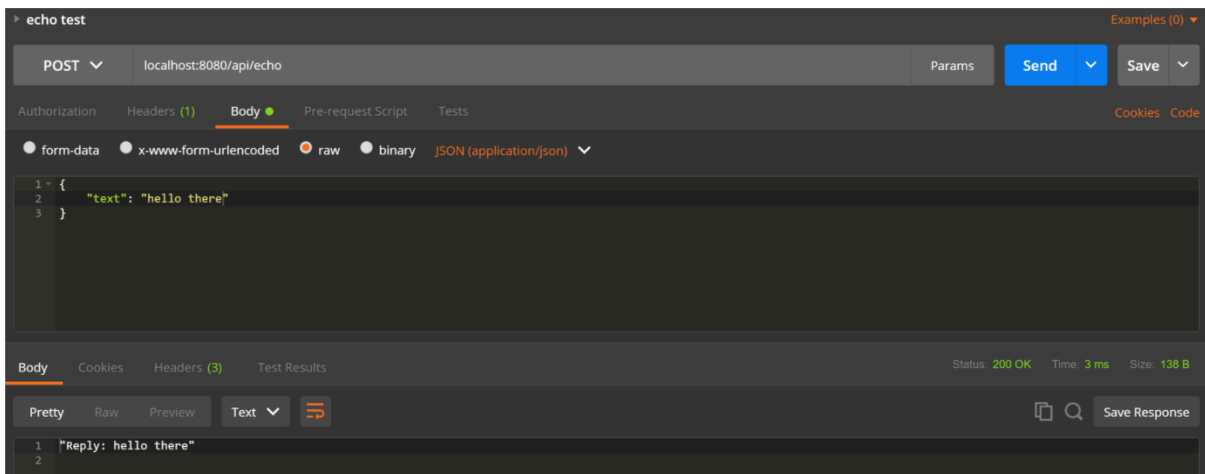 echo test Examples (0)
POST localhost:8080/api/echo Params Send Save
Authorization Headers (1) Body Pre-request Script Tests Cookies Code
form-data x-www-form-urlencoded raw binary JSON (application/json)
1 {
2 "text": "hello there"
3 }
Body Cookies Headers (3) Test Results Status: 200 OK Time: 3 ms Size: 138 B
Pretty Raw Preview Text Save Response
1 "Reply: hello there"
2